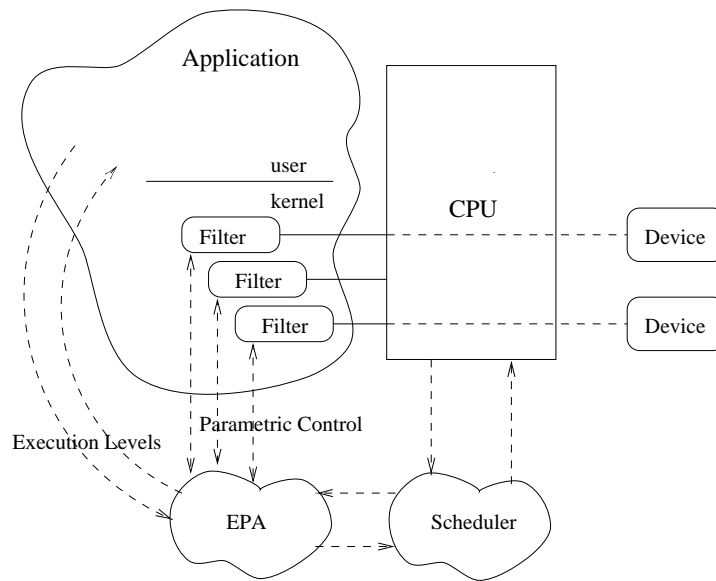 Application
user
kernel
CPU
Filter
Device
Filter
Filter
Device
Parametric Control
Execution Levels
EPA
Scheduler